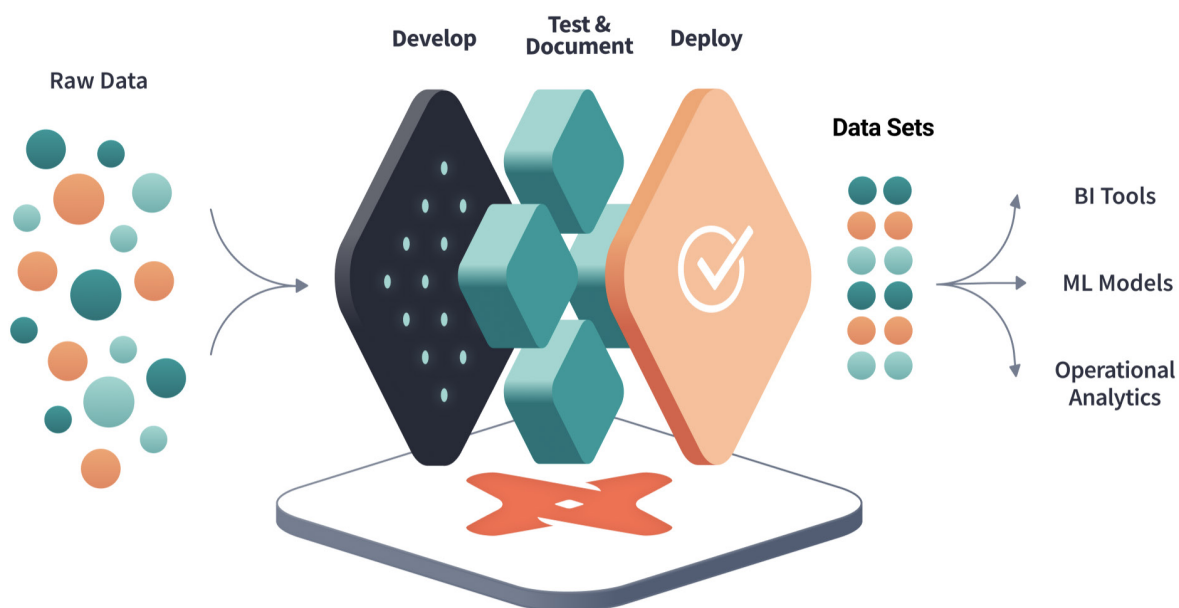 Raw Data
Develop
Test &
Document
Deploy
Data Sets
BI Tools
ML Models
Operational
Analytics